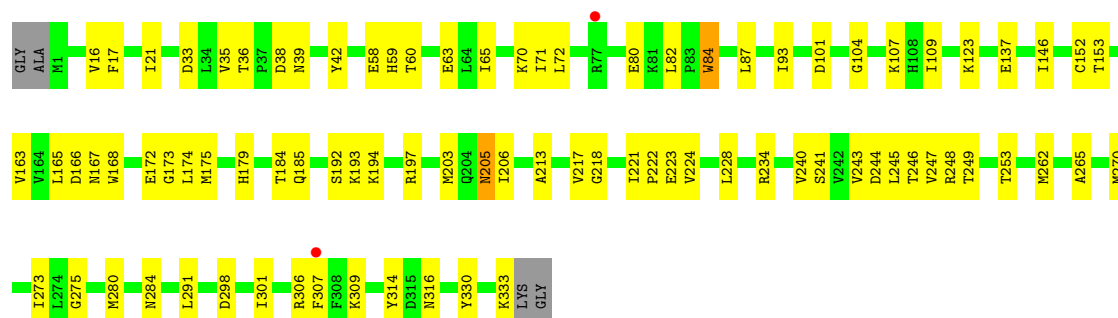 GLY ALA M1 V16 F17 I21 D33 L34 V35 T36 P37 D38 N39 Y42 E58 H59 T60 E63 L64 I65 K70 I71 L72 R77 E80 K81 L82 P83 W84 L87 I93 D101 G104 K107 H108 I109 K123 E137 I146 C152 T153
V163 V164 L165 D166 N167 W168 E172 G173 L174 M175 H179 T184 Q185 S192 K193 K194 R197 M203 Q204 N205 I206 A213 V217 G218 I221 P222 E223 V224 L228 R234 V240 S241 V242 V243 D244 L245 T246 V247 R248 T249 T253 M262 A265 M270
I273 L274 G275 M280 N284 L291 D298 I301 R306 F307 F308 K309 Y314 D315 N316 Y330 K333 LYS GLY